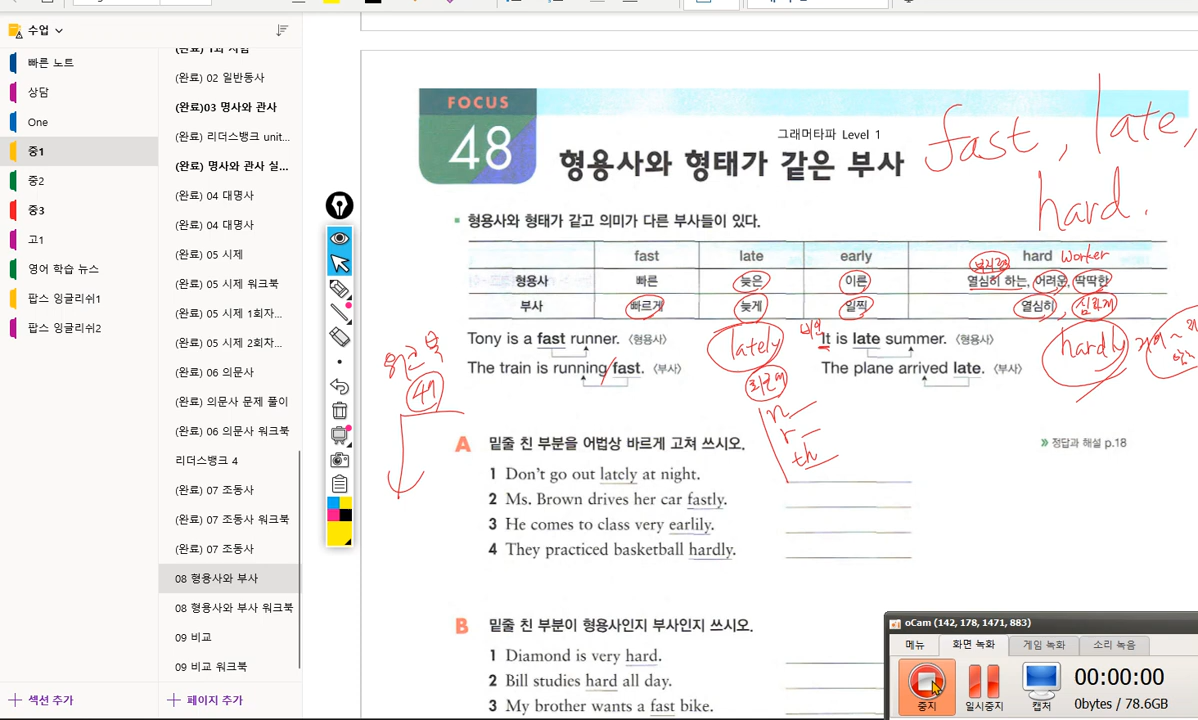 수업
빠른 노트
상담
One
중1
중2
중3
고1
영어 학습 뉴스
팝스 잉글리쉬1
팝스 잉글리쉬2
섹션 추가
(완료) 02 일반동사
(완료)03 명사와 관사
(완료) 리더스뱅크 unit...
(완료) 명사와 관사 실...
(완료) 04 대명사
(완료) 04 대명사
(완료) 05 시제
(완료) 05 시제 워크북
(완료) 05 시제 1회자...
(완료) 05 시제 2회차...
(완료) 06 의문사
(완료) 의문사 문제 풀이
(완료) 06 의문사 워크북
리더스뱅크 4
(완료) 07 조동사
(완료) 07 조동사 워크북
(완료) 07 조동사
08 형용사와 부사
08 형용사와 부사 워크북
09 비교
09 비교 워크북
페이지 추가
FOCUS
48
그래머타파 Level 1
형용사와 형태가 같은 부사
fast, late,
hard.
형용사와 형태가 같고 의미가 다른 부사들이 있다.
fast late early hard worker
형용사 빠른 늦은 이른 열심히 하는, 어려운, 딱딱한
부사 빠르게 늦게 일찍 열심히,
Tony is a fast runner. <형용사>
lately
It is late summer. <형용사>
hardly
The train is running fast. <부사>
The plane arrived late. <부사>
워크북
47
최근에
n
r
th
A 밑줄 친 부분을 어법상 바르게 고쳐 쓰시오.
» 정답과 해설 p.18
1 Don't go out lately at night.
2 Ms. Brown drives her car fastly.
3 He comes to class very earlily.
4 They practiced basketball hardly.
B 밑줄 친 부분이 형용사인지 부사인지 쓰시오.
1 Diamond is very hard.
2 Bill studies hard all day.
3 My brother wants a fast bike.
oCam (142, 178, 1471, 883)
메뉴 화면 녹화 게임 녹화 소리 녹음
중지 일시중지 캡처
00:00:00
0bytes / 78.6GB